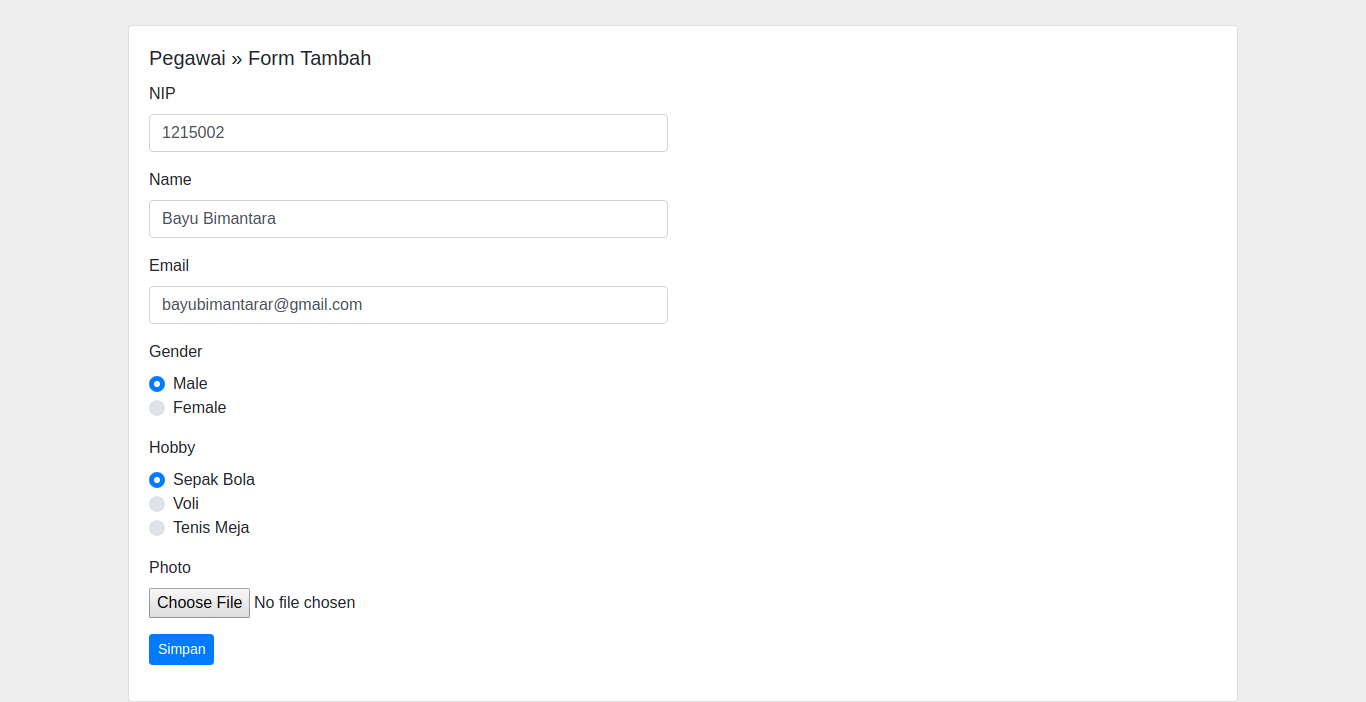 Pegawai » Form Tambah
NIP
1215002
Name
Bayu Bimantara
Email
bayubimantarar@gmail.com
Gender
Male
Female
Hobby
Sepak Bola
Voli
Tenis Meja
Photo
Choose File No file chosen
Simpan